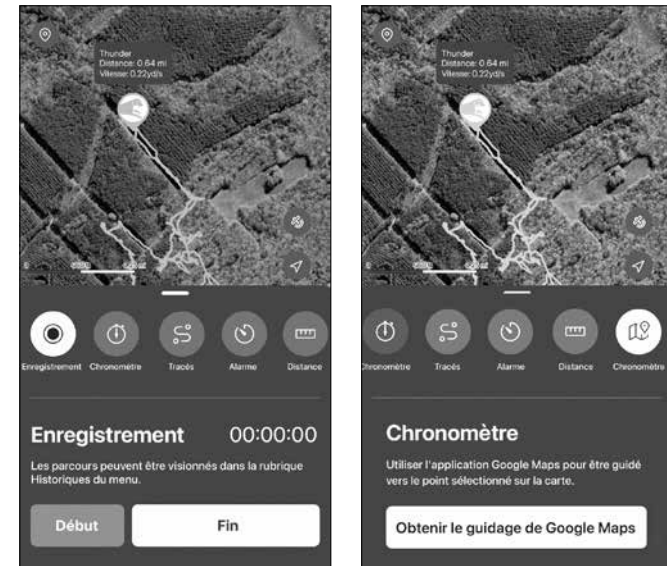 Thunder
Distance: 0.64 mi
Vitesse: 0.22yd/s
Enregistrement
Chronomètre
Tracés
Alarme
Distance
Enregistrement 00:00:00
Les parcours peuvent être visionnés dans la rubrique
Historiques du menu.
Début
Fin
Thunder
Distance: 0.64 mi
Vitesse: 0.22yd/s
Chronomètre
Tracés
Alarme
Distance
Chronomètre
Chronomètre
Utiliser l'application Google Maps pour être guidé
vers le point sélectionné sur la carte.
Obtenir le guidage de Google Maps